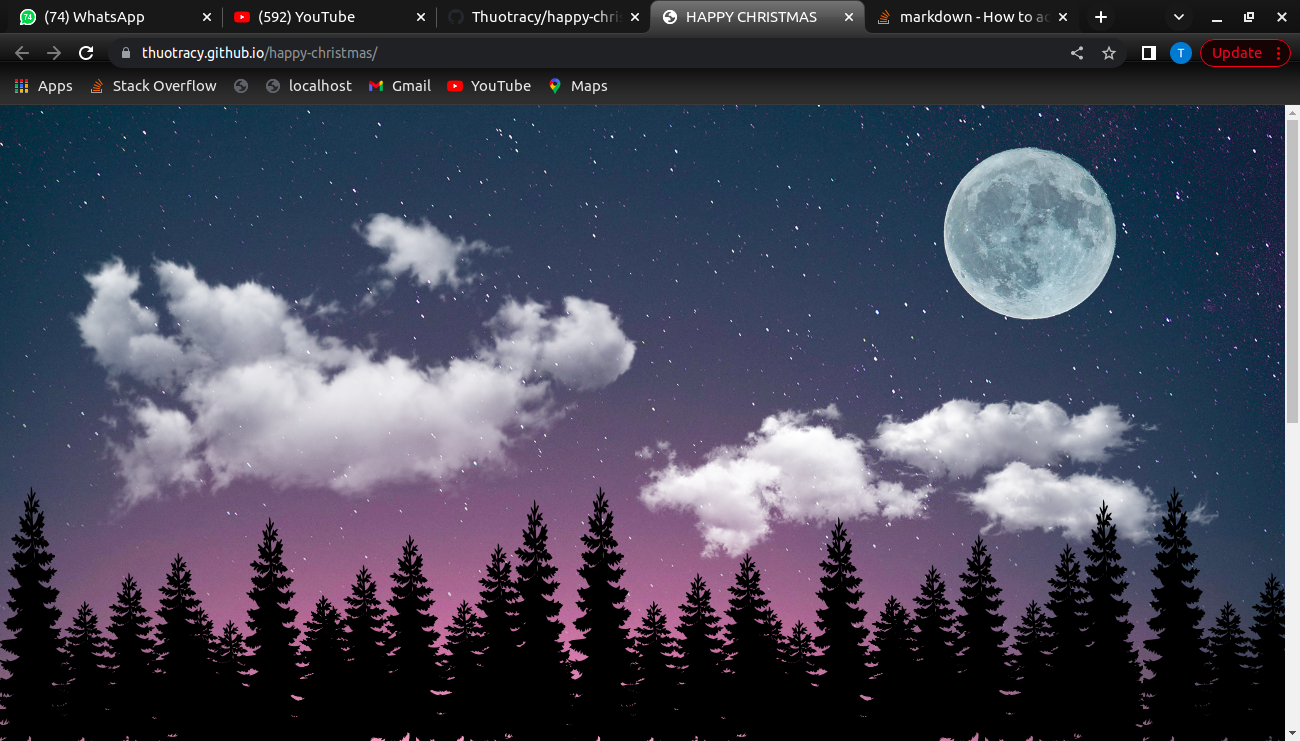 (74) WhatsApp
(592) YouTube
Thuotracy/happy-chri
HAPPY CHRISTMAS
markdown - How to ac
thuotracy.github.io/happy-christmas/
T
Update
Apps
Stack Overflow
localhost
Gmail
YouTube
Maps